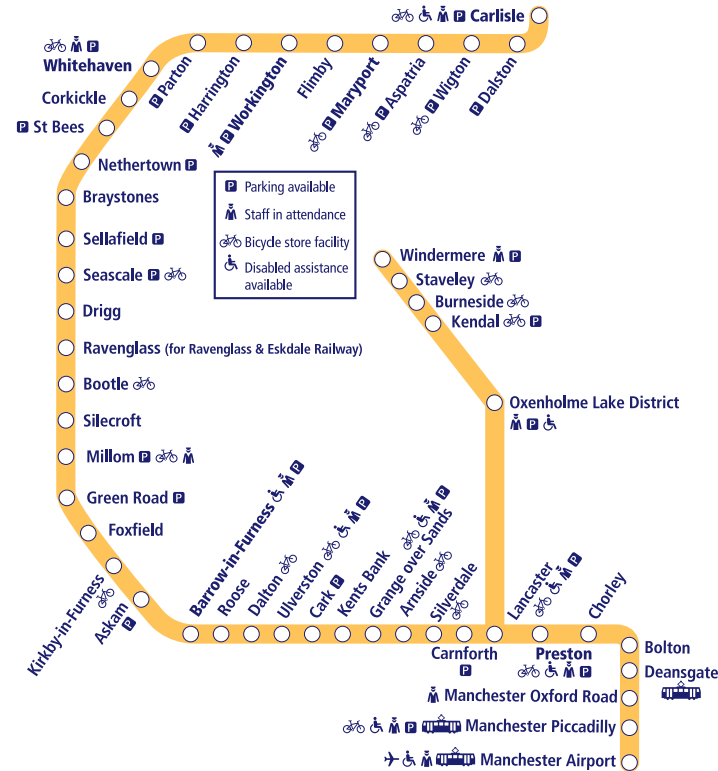 Carlisle
Whitehaven
P Parton
P Harrington
P Workington
Flimby
P Maryport
P Aspatria
P Wigton
P Dalston
Corkickle
P St Bees
Nethertown P
Braystones
Sellafield P
Seascale P
Drigg
Ravenglass (for Ravenglass & Eskdale Railway)
Bootle
Silecroft
Millom P
Green Road P
Foxfield
Kirkby-in-Furness
Askam
P
P Parking available
Staff in attendance
Bicycle store facility
Disabled assistance
available
Windermere P
Staveley
Burneside
Kendal P
Oxenholme Lake District
P
Barrow-in-Furness P
Roose
Dalton
Ulverston P
Cark P
Kents Bank
Grange over Sands
P
Arnside
Silverdale
Carnforth
P
Lancaster
P
Preston
P
Chorley
Bolton
Deansgate
Manchester Oxford Road
P Manchester Piccadilly
Manchester Airport